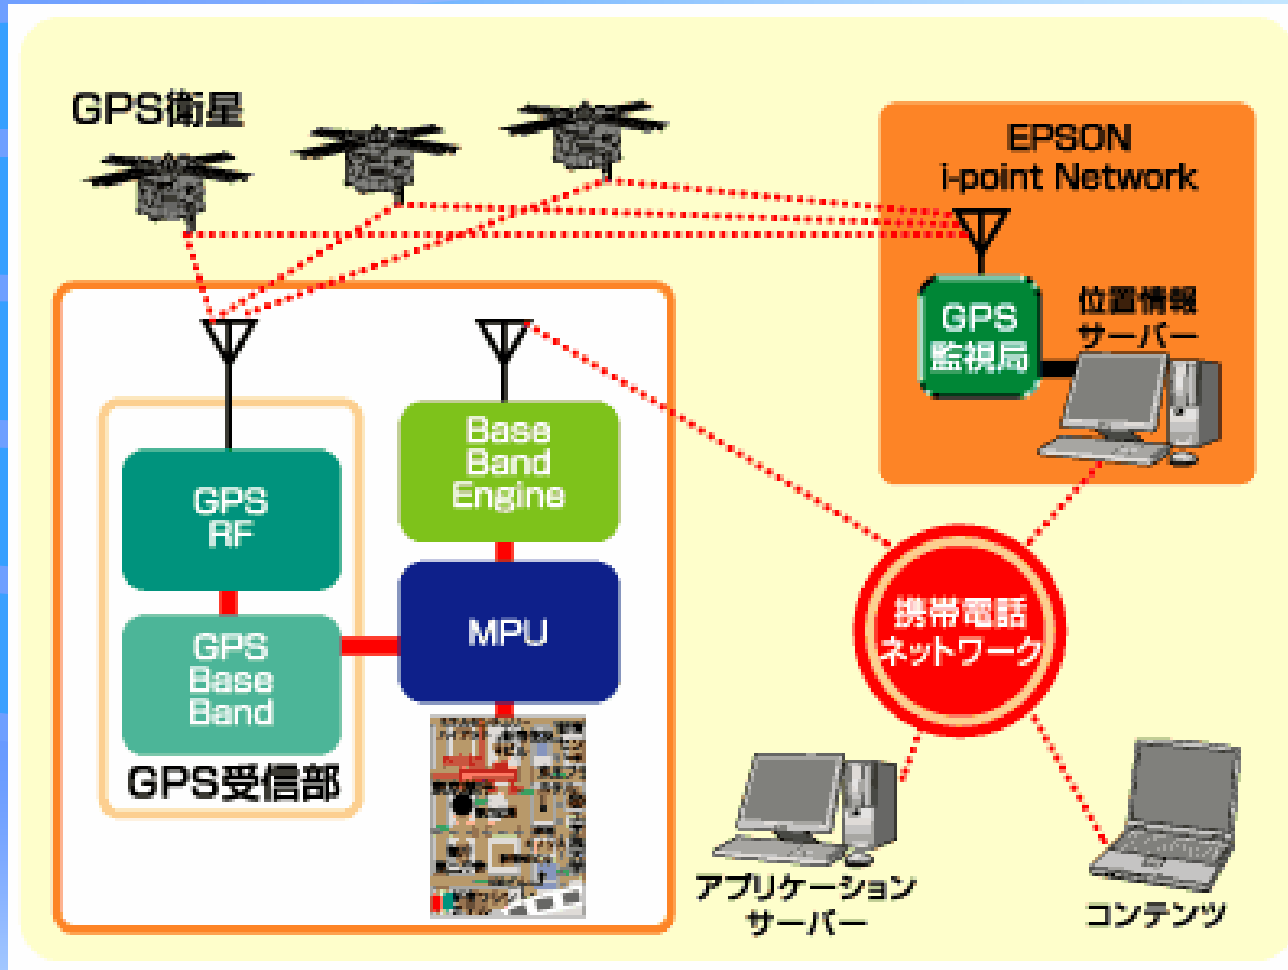 GPS衛星
EPSON
i-point Network
GPS
監視局
位置情報
サーバー
Base
Band
Engine
GPS
RF
MPU
GPS
Base
Band
GPS受信部
携帯電話
ネットワーク
アプリケーション
サーバー
コンテンツ